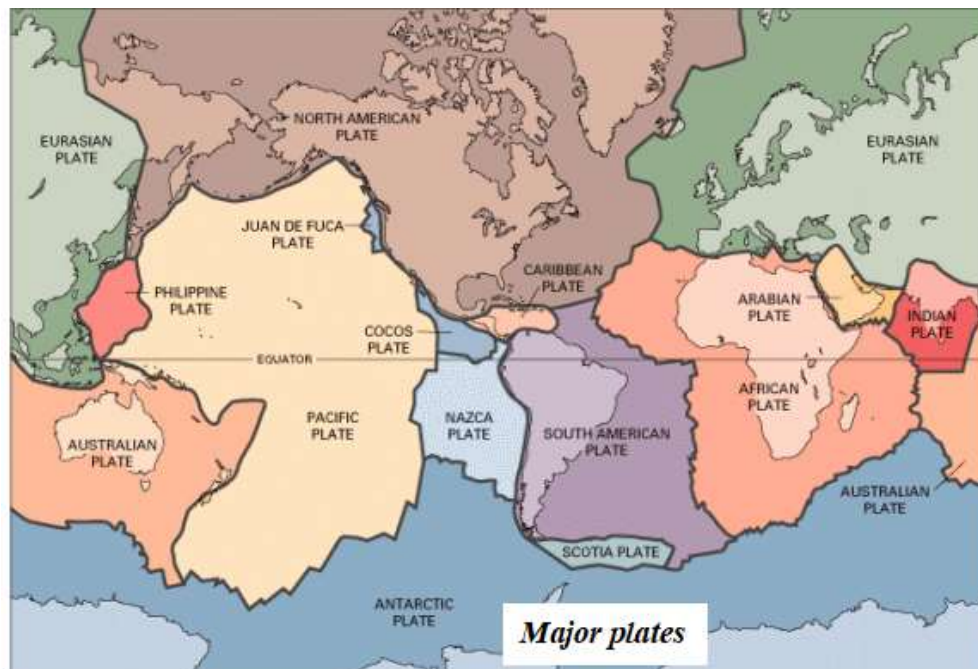 NORTH AMERICAN
PLATE
EURASIAN
PLATE
EURASIAN
PLATE
JUAN DE FUCA
PLATE
CARIBBEAN
PLATE
PHILIPPINE
PLATE
ARABIAN
PLATE
INDIAN
PLATE
COCOS
PLATE
EQUATOR
AFRICAN
PLATE
PACIFIC
PLATE
NAZCA
PLATE
SOUTH AMERICAN
PLATE
AUSTRALIAN
PLATE
AUSTRALIAN
PLATE
SCOTIA PLATE
ANTARCTIC
PLATE
Major plates